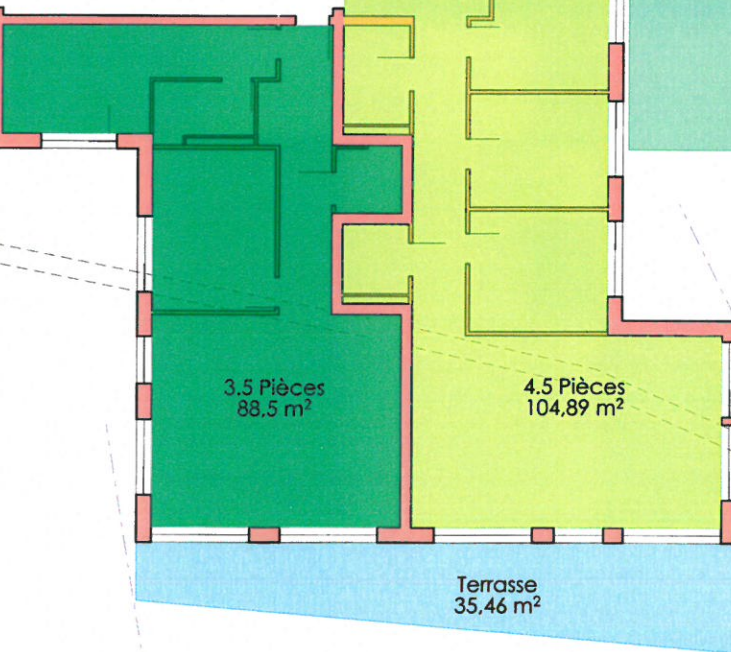 3.5 Pièces
88,5 m²
4.5 Pièces
104,89 m²
Terrasse
35,46 m²